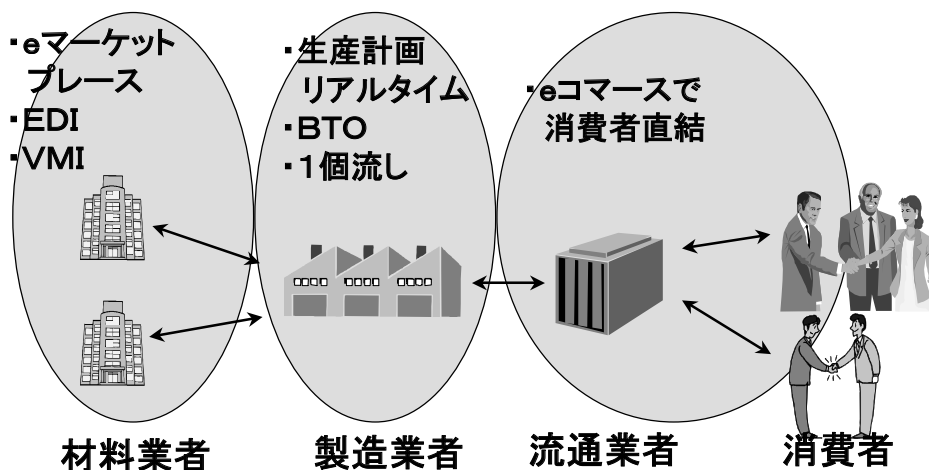 ・eマーケット
プレース
・EDI
・VMI
・生産計画
リアルタイム
・BTO
・1個流し
・eコマースで
消費者直結
材料業者
製造業者
流通業者
消費者